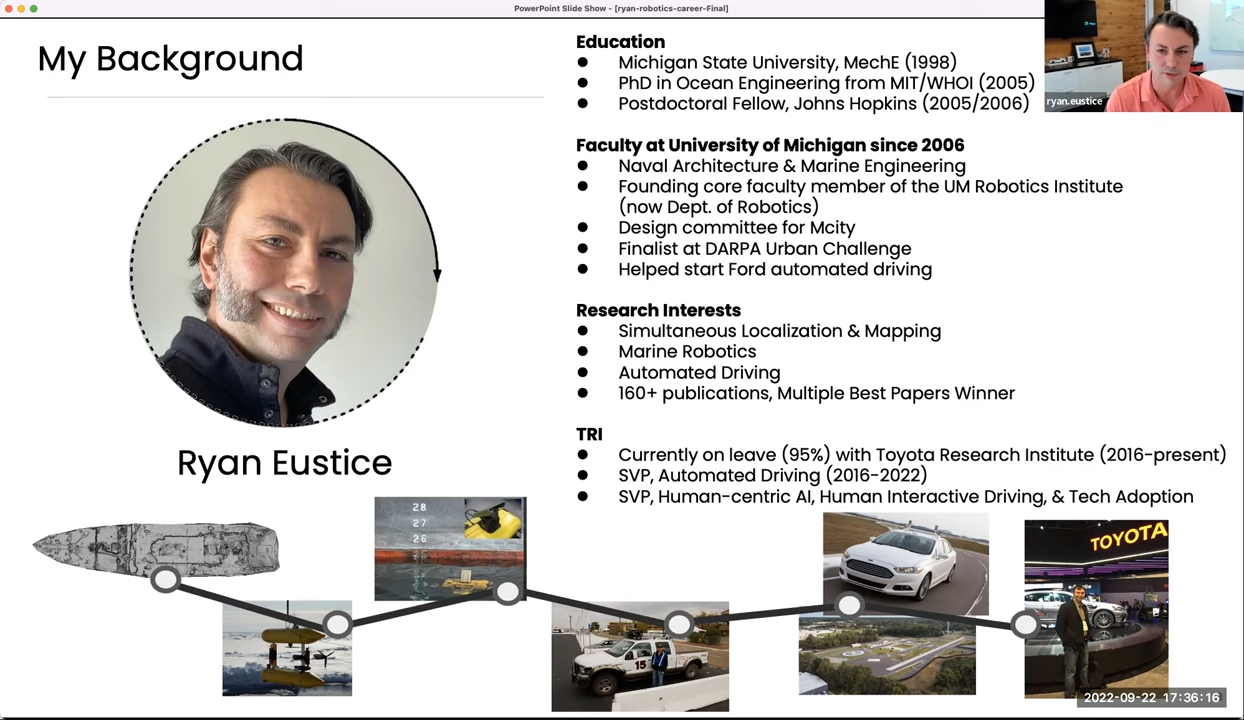 PowerPoint Slide Show - [ryan-robotics-career-Final]
My Background
Ryan Eustice
Education
● Michigan State University, MechE (1998)
● PhD in Ocean Engineering from MIT/WHOI (2005)
● Postdoctoral Fellow, Johns Hopkins (2005/2006)
Faculty at University of Michigan since 2006
● Naval Architecture & Marine Engineering
● Founding core faculty member of the UM Robotics Institute
(now Dept. of Robotics)
● Design committee for Mcity
● Finalist at DARPA Urban Challenge
● Helped start Ford automated driving
Research Interests
● Simultaneous Localization & Mapping
● Marine Robotics
● Automated Driving
● 160+ publications, Multiple Best Papers Winner
TRI
● Currently on leave (95%) with Toyota Research Institute (2016-present)
● SVP, Automated Driving (2016-2022)
● SVP, Human-centric AI, Human Interactive Driving, & Tech Adoption
ryan.eustice
28
27
26
25
15
TOYOTA
2022-09-22 17:36:16